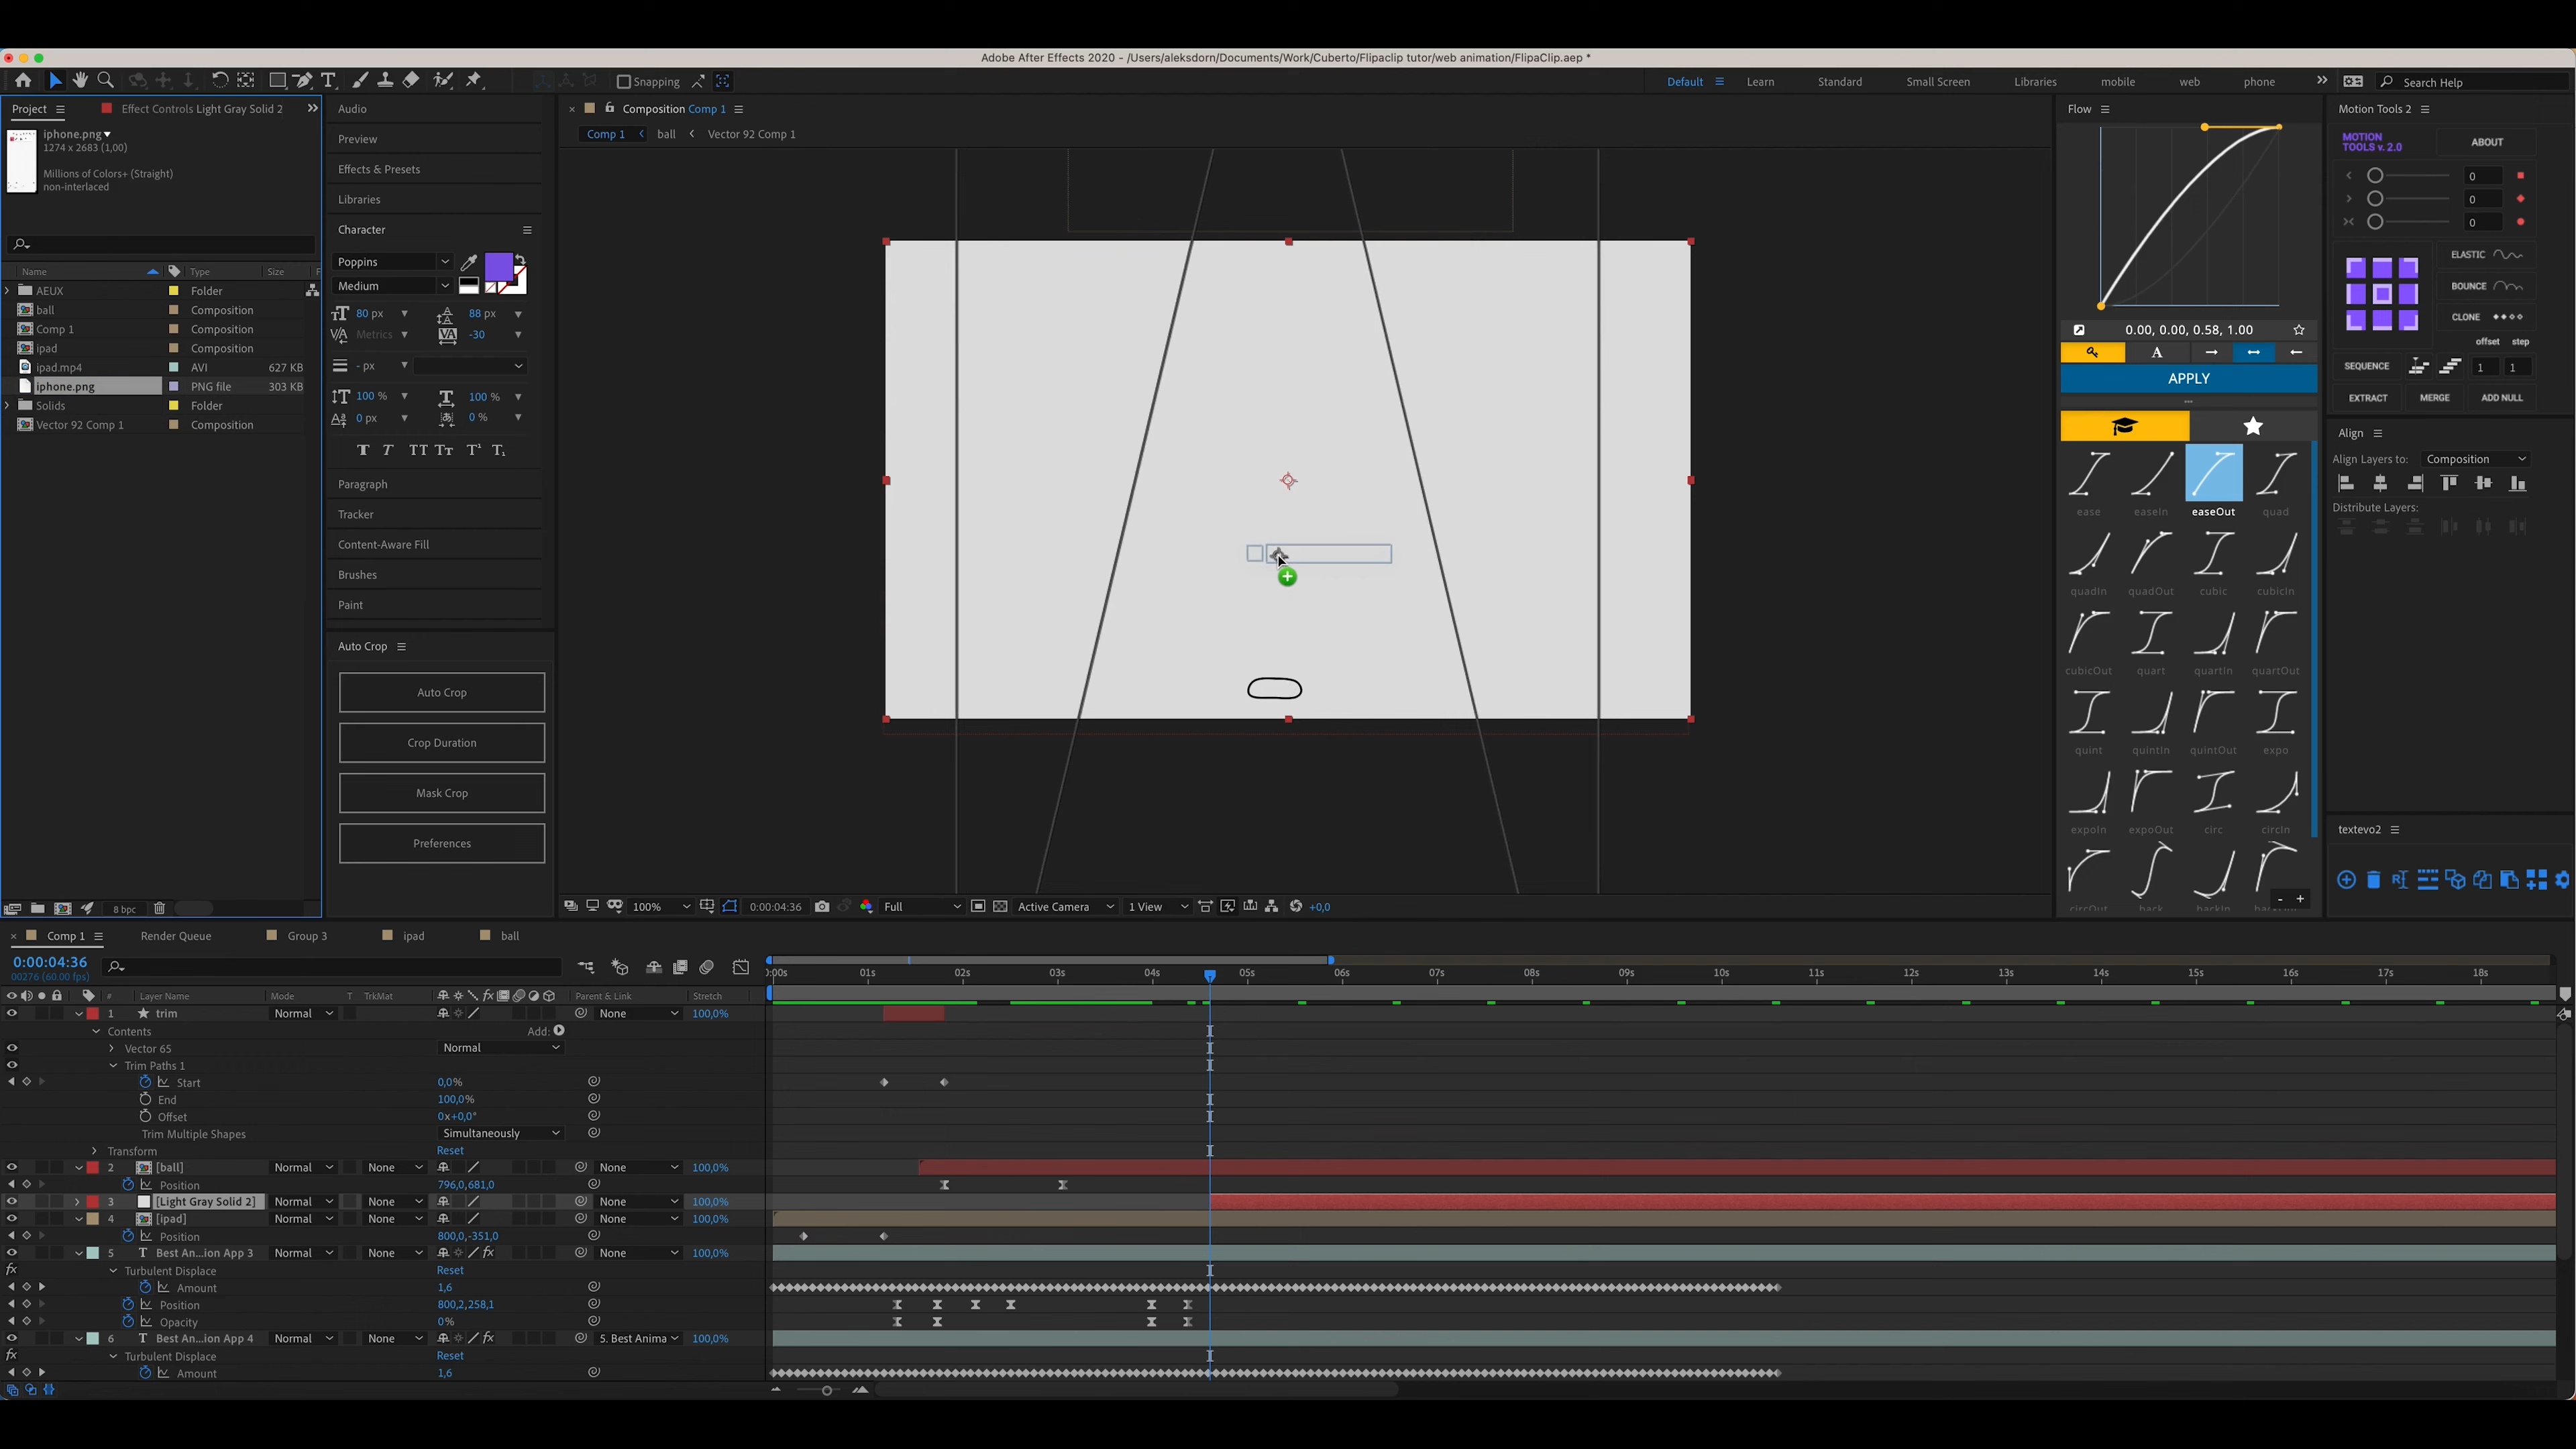 Adobe After Effects 2020 - /Users/aleksdorn/Documents/Work/Cuberto/Flipaclip tutor/web animation/FlipaClip.aep *
Snapping
Default
Learn
Standard
Small Screen
Libraries
mobile
web
phone
Search Help
Project
Effect Controls Light Gray Solid 2
iphone.png
1274 x 2683 (1,00)
Millions of Colors+ (Straight)
non-interlaced
Name
Type
Size
F
AEUX
Folder
ball
Composition
Comp 1
Composition
ipad
Composition
ipad.mp4
AVI
627 KB
iphone.png
PNG file
303 KB
Solids
Folder
Vector 92 Comp 1
Composition
8 bpc
Audio
Preview
Effects & Presets
Libraries
Character
Poppins
Medium
80 px
88 px
Metrics
-30
- px
100 %
100 %
0 px
0 %
Paragraph
Tracker
Content-Aware Fill
Brushes
Paint
Auto Crop
Auto Crop
Crop Duration
Mask Crop
Preferences
Composition Comp 1
Comp 1
ball
Vector 92 Comp 1
100%
0:00:04:36
Full
Active Camera
1 View
+0,0
Flow
0.00, 0.00, 0.58, 1.00
APPLY
ease
easeIn
easeOut
quad
quadIn
quadOut
cubic
cubicIn
cubicOut
quart
quartIn
quartOut
quint
quintIn
quintOut
expo
expoIn
expoOut
circ
circIn
circOut
back
backIn
Motion Tools 2
MOTION
TOOLS v. 2.0
ABOUT
0
0
0
ELASTIC
BOUNCE
CLONE
offset
step
SEQUENCE
1
1
EXTRACT
MERGE
ADD NULL
Align
Align Layers to:
Composition
Distribute Layers:
textevo2
Comp 1
Render Queue
Group 3
ipad
ball
0:00:04:36
00276 (60.00 fps)
:00s
01s
02s
03s
04s
05s
06s
07s
08s
09s
10s
11s
12s
13s
14s
15s
16s
17s
18s
#
Layer Name
Mode
T
TrkMat
Parent & Link
Stretch
1
trim
Normal
None
100,0%
Contents
Add:
Vector 65
Normal
Trim Paths 1
Start
0,0%
End
100,0%
Offset
0x+0,0°
Trim Multiple Shapes
Simultaneously
Transform
Reset
2
[ball]
Normal
None
None
100,0%
Position
796,0,681,0
3
[Light Gray Solid 2]
Normal
None
None
100,0%
4
[ipad]
Normal
None
None
100,0%
Position
800,0,-351,0
5
T
Best An...ion App 3
Normal
None
None
100,0%
Turbulent Displace
Reset
Amount
1,6
Position
800,2,258,1
Opacity
0%
6
T
Best An...ion App 4
Normal
None
5. Best Anima
100,0%
Turbulent Displace
Reset
Amount
1,6